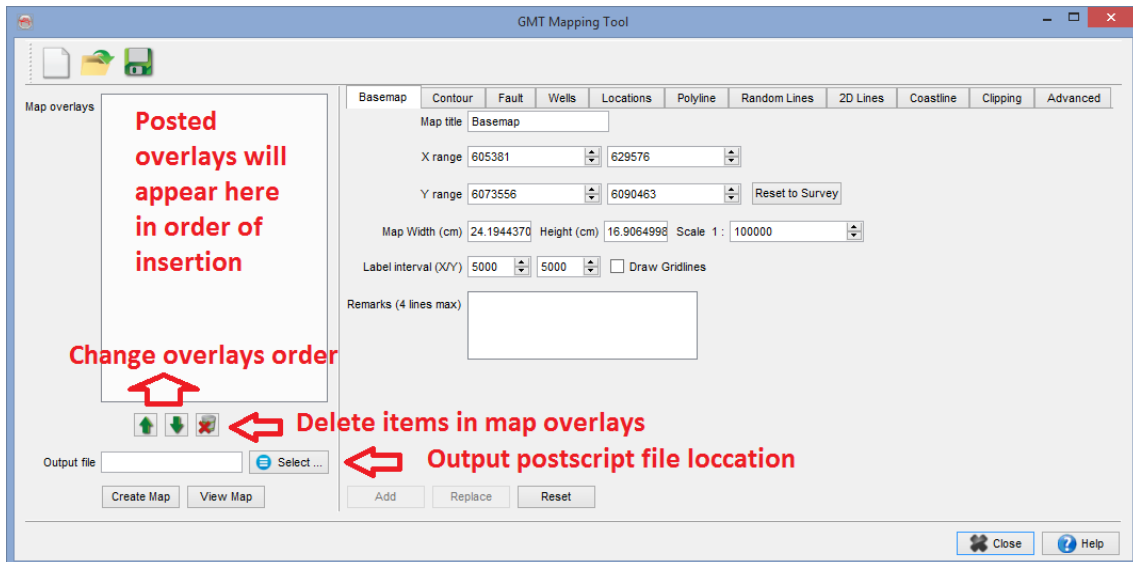 GMT Mapping Tool
Map overlays
Posted
overlays will
appear here
in order of
insertion
Change overlays order
Delete items in map overlays
Output file
Select ...
Output postscript file loccation
Create Map View Map
Basemap Contour Fault Wells Locations Polyline Random Lines 2D Lines Coastline Clipping Advanced
Map title Basemap
X range 605381 629576
Y range 6073556 6090463 Reset to Survey
Map Width (cm) 24.1944370 Height (cm) 16.9064998 Scale 1 : 100000
Label interval (X/Y) 5000 5000 Draw Gridlines
Remarks (4 lines max)
Add Replace Reset
Close Help